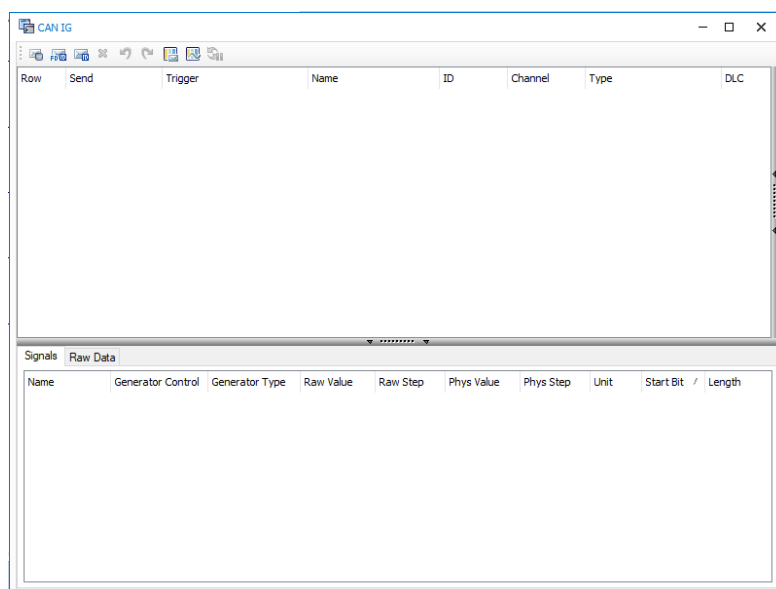 CAN IG
Row Send Trigger Name ID Channel Type DLC
Signals Raw Data
Name Generator Control Generator Type Raw Value Raw Step Phys Value Phys Step Unit Start Bit / Length